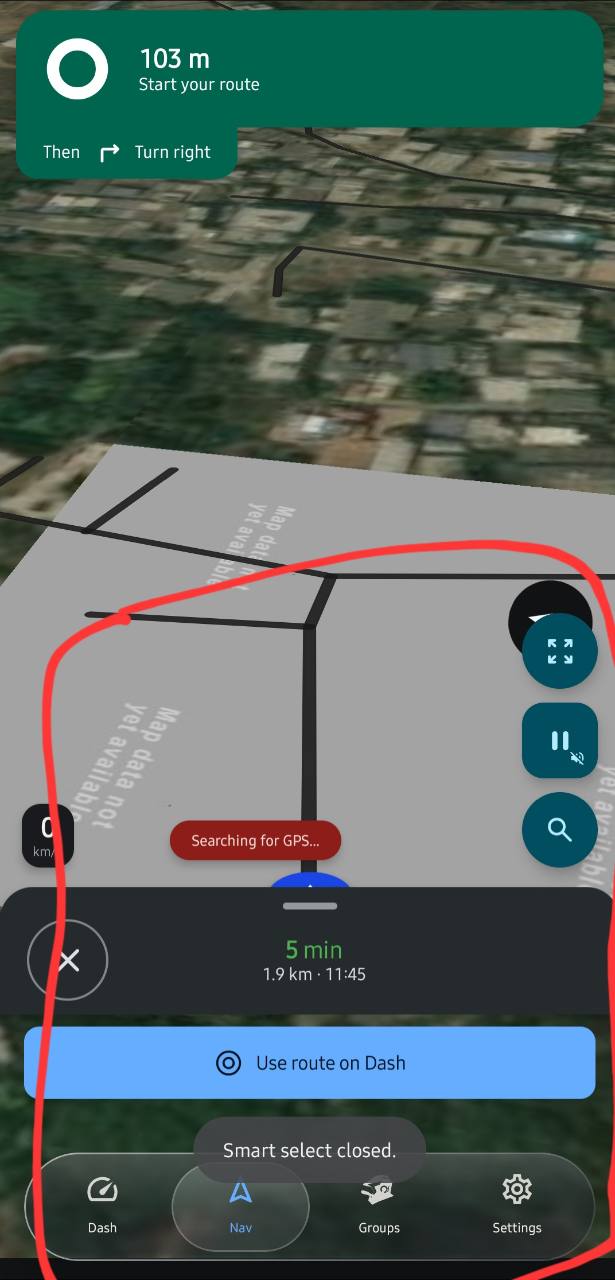 103 m
Start your route
Then
Turn right
Map data not
yet available
Map data not
yet available
yet available
0
km/
Searching for GPS...
5 min
1.9 km · 11:45
Use route on Dash
Smart select closed.
Dash
Nav
Groups
Settings